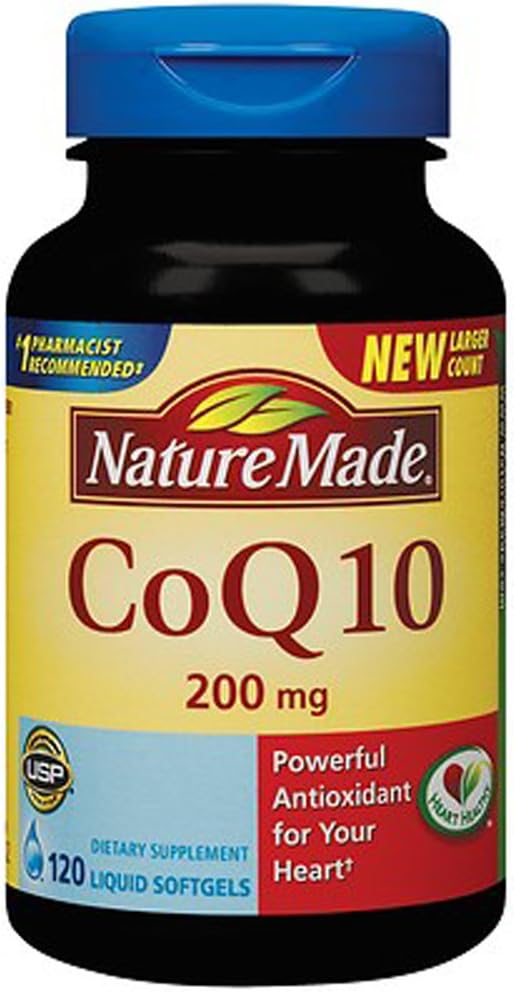 #1 PHARMACIST
RECOMMENDED‡
NEW LARGER
COUNT
Nature Made®
CoQ10
200 mg
USP
Powerful
Antioxidant
for Your
Heart†
HEART HEALTHY
DIETARY SUPPLEMENT
120 LIQUID SOFTGELS